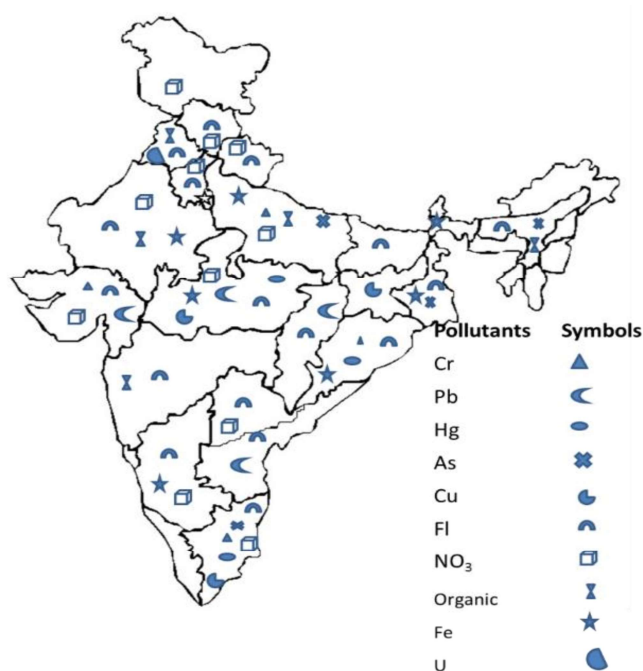 Pollutants Symbols
Cr
Pb
Hg
As
Cu
Fl
NO₃
Organic
Fe
U